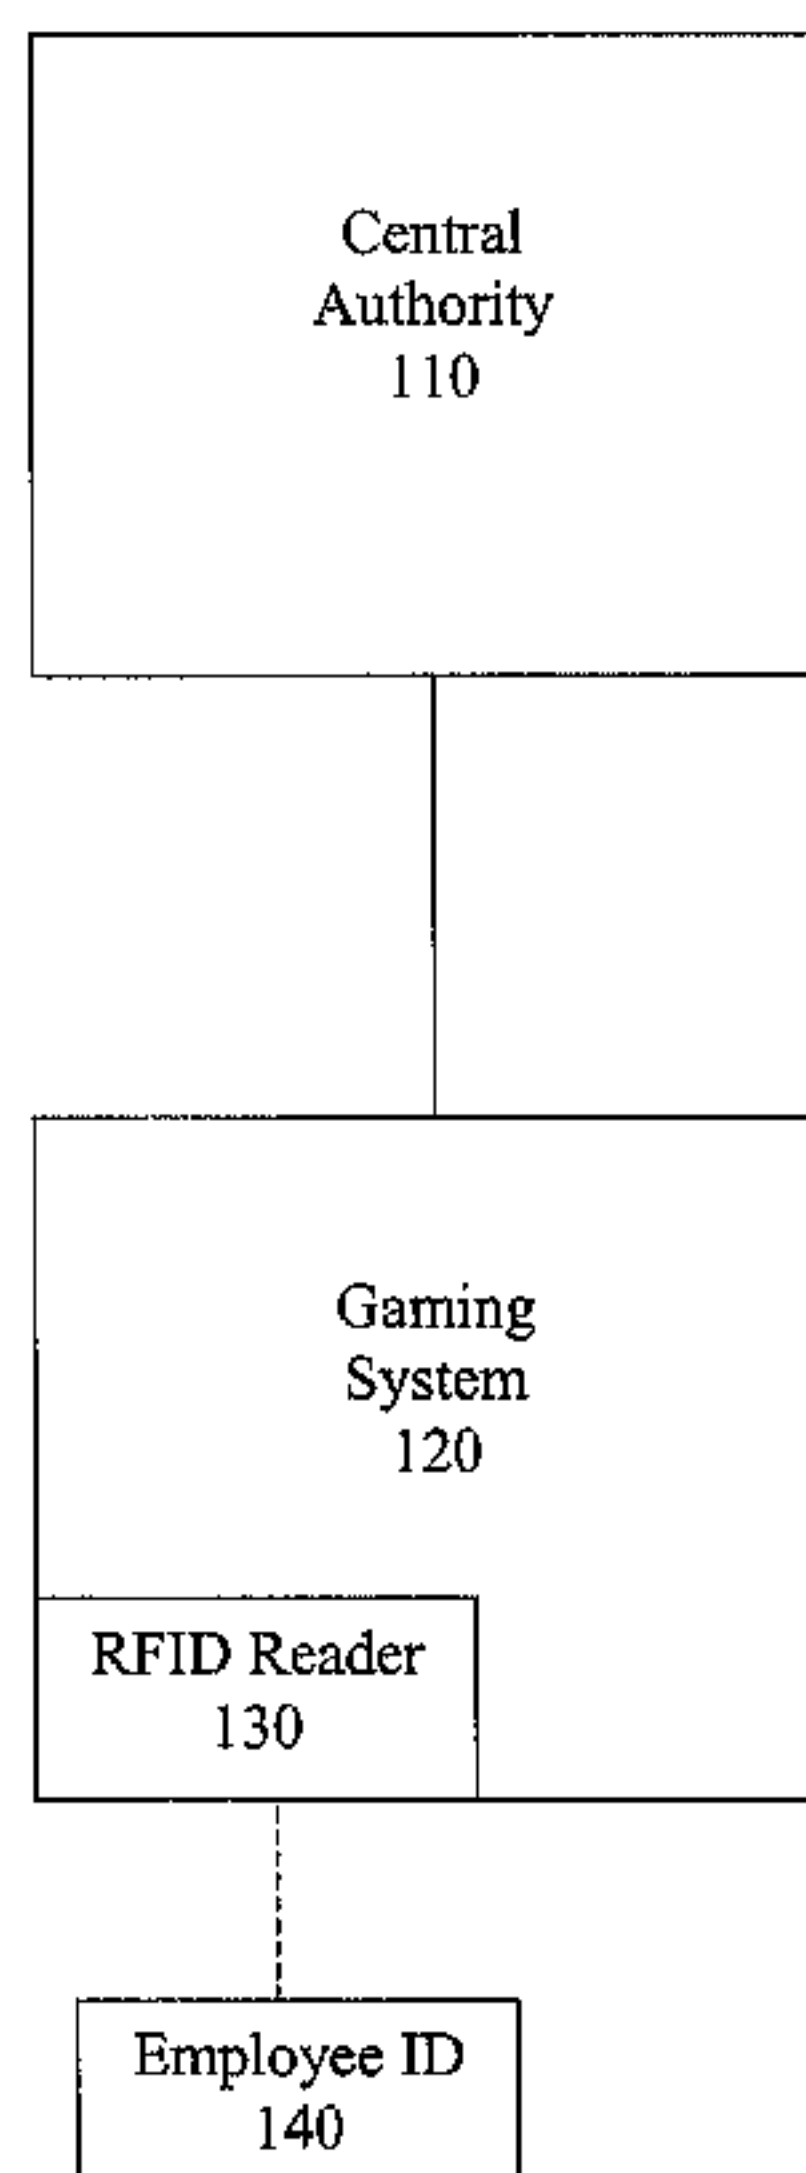 Central
Authority
110
Gaming
System
120
RFID Reader
130
Employee ID
140